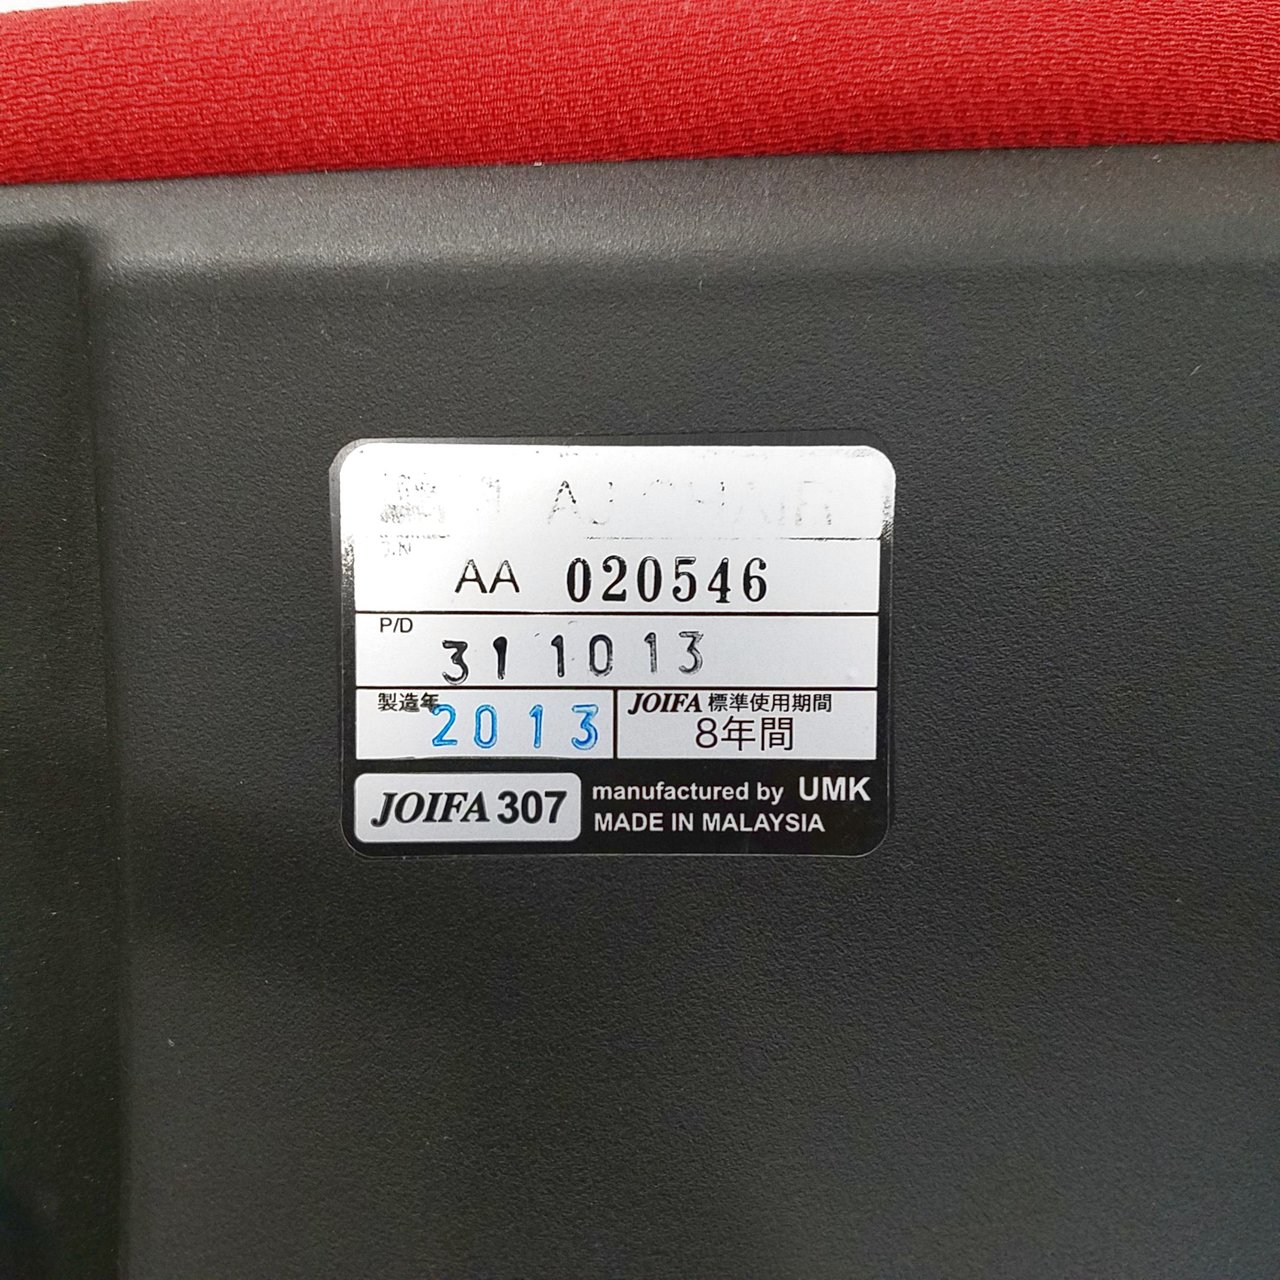 AA 020546
P/D
31 10 13
製造年
2013
JOIFA 標準使用期間
8年間
JOIFA 307
manufactured by UMK
MADE IN MALAYSIA